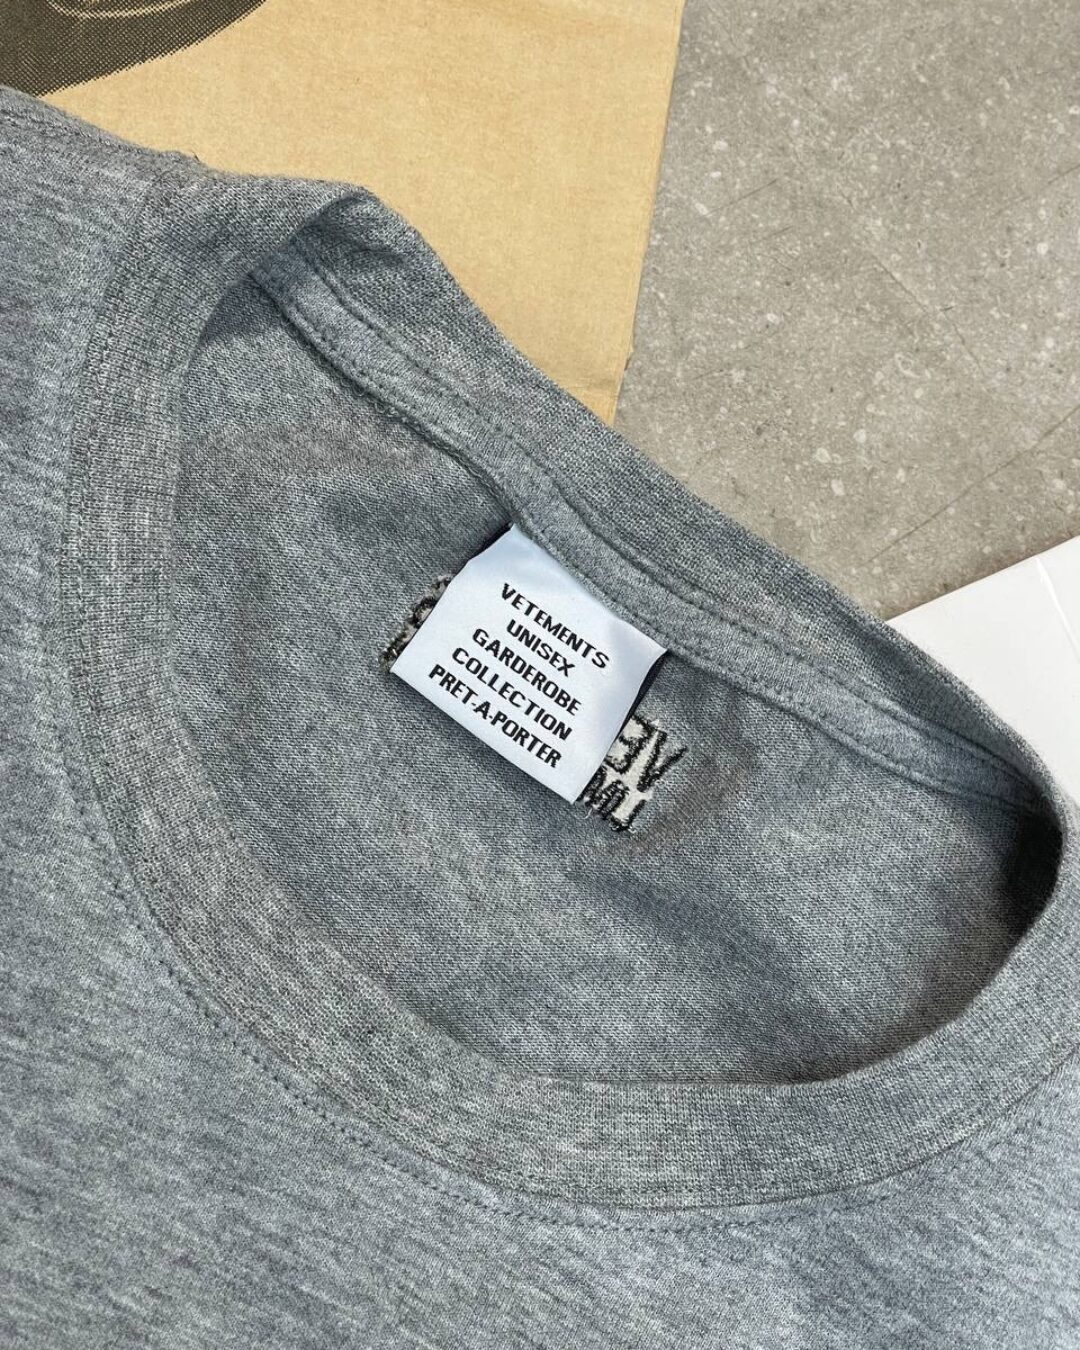 VETEMENTS
UNISEX
GARDEROBE
COLLECTION
PRET-A-PORTER